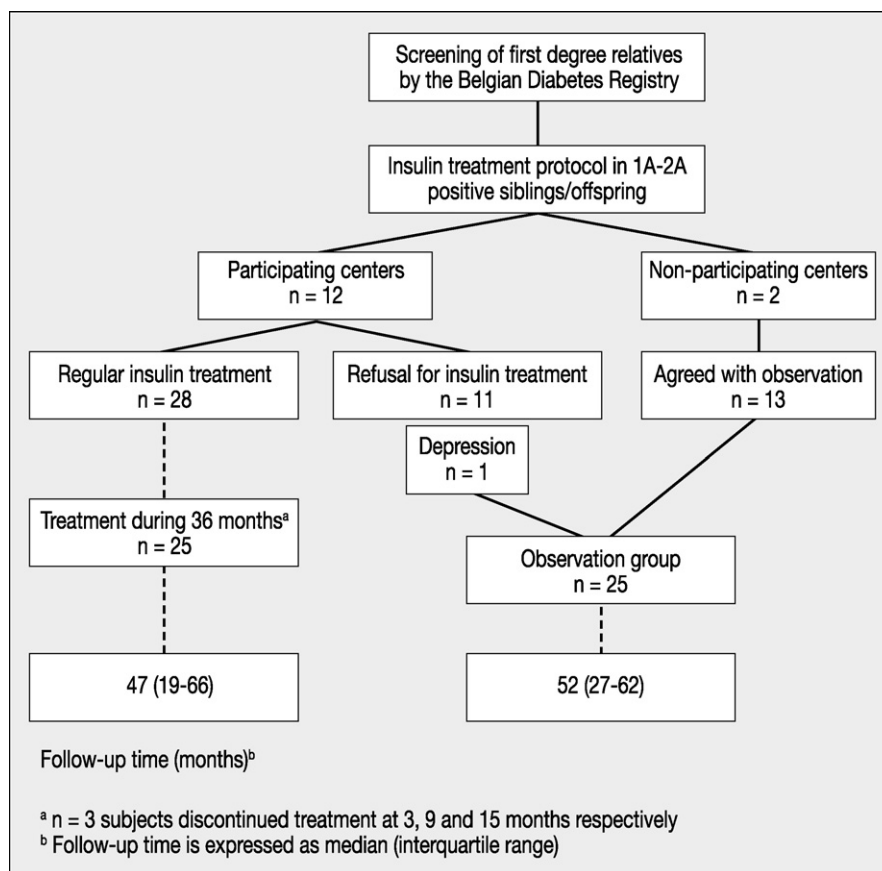 Screening of first degree relatives
by the Belgian Diabetes Registry
Insulin treatment protocol in 1A-2A
positive siblings/offspring
Participating centers
n = 12
Non-participating centers
n = 2
Regular insulin treatment
n = 28
Refusal for insulin treatment
n = 11
Agreed with observation
n = 13
Depression
n = 1
Treatment during 36 monthsᵃ
n = 25
Observation group
n = 25
47 (19-66)
52 (27-62)
Follow-up time (months)ᵇ
ᵃ n = 3 subjects discontinued treatment at 3, 9 and 15 months respectively
ᵇ Follow-up time is expressed as median (interquartile range)